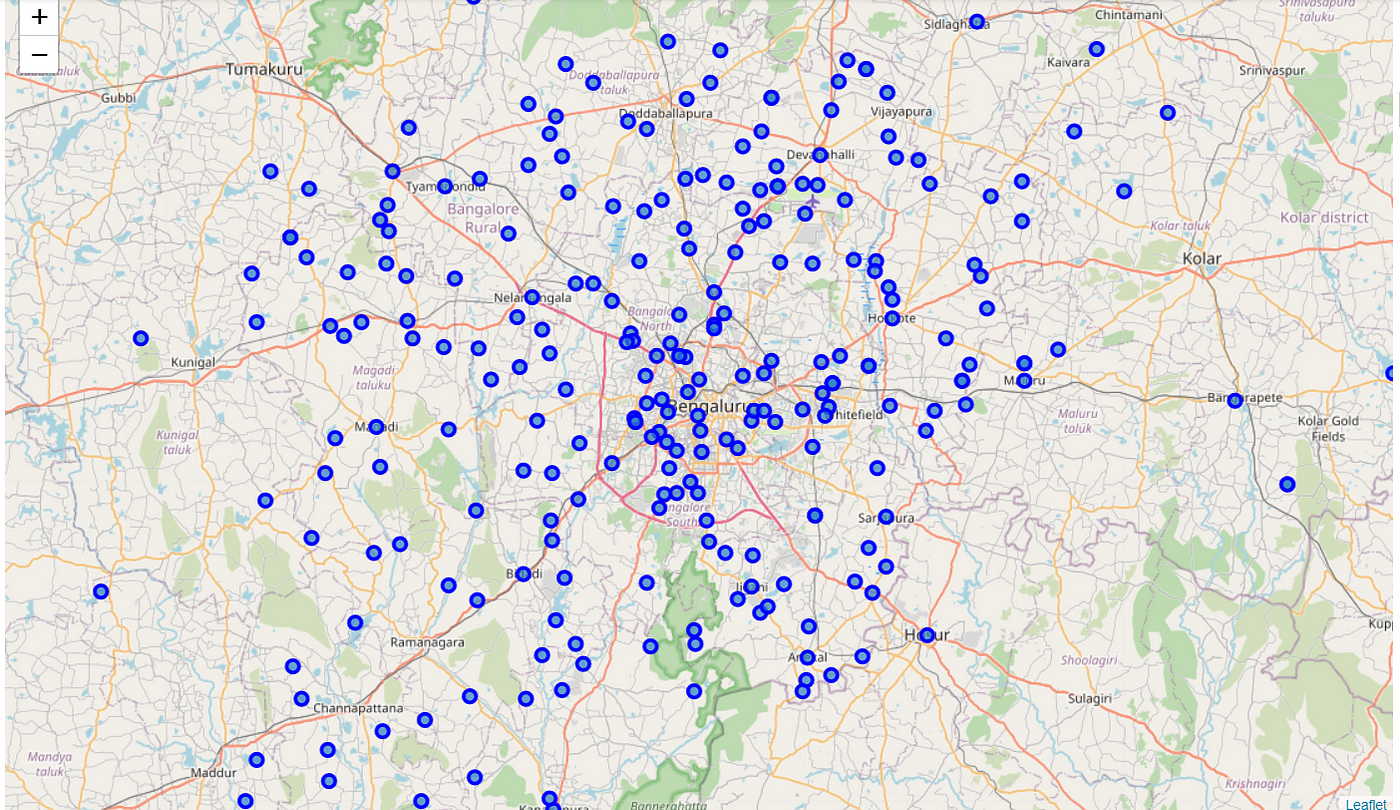 +
−
Sidlaghatta
Chintamani
Srinivasapura
taluku
Tumakuru
Kaivara
Srinivaspur
Gubbi
Doddaballapura
taluk
Doddaballapura
Vijayapura
Devanahalli
Tyamagondlu
Bangalore
Rural
Kolar district
Kolar taluk
Kolar
Nelamangala
Bangalore
North
Hoskote
Kunigal
Magadi
taluku
Maluru
Bangarapete
Bengaluru
Whitefield
Maluru
taluk
Kolar Gold
Fields
Magadi
Kunigal
taluk
Bangalore
South
Sarjapura
Bidadi
Jigani
Ramanagara
Hosur
Anekal
Shoolagiri
Sulagiri
Channapattana
Mandya
taluk
Maddur
Krishnagiri
Kanakapura
Bannerghatta
Leaflet